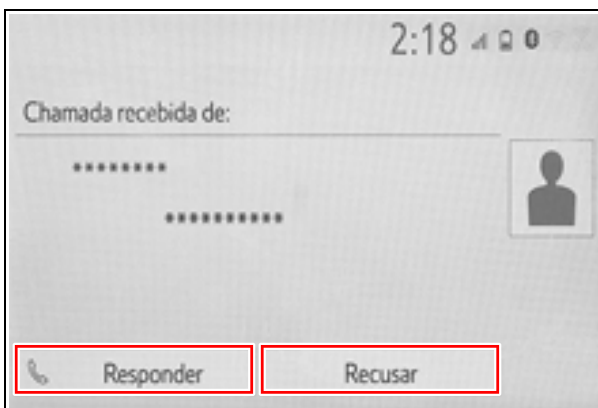 2:18
Chamada recebida de:
********
**********
Responder
Recusar